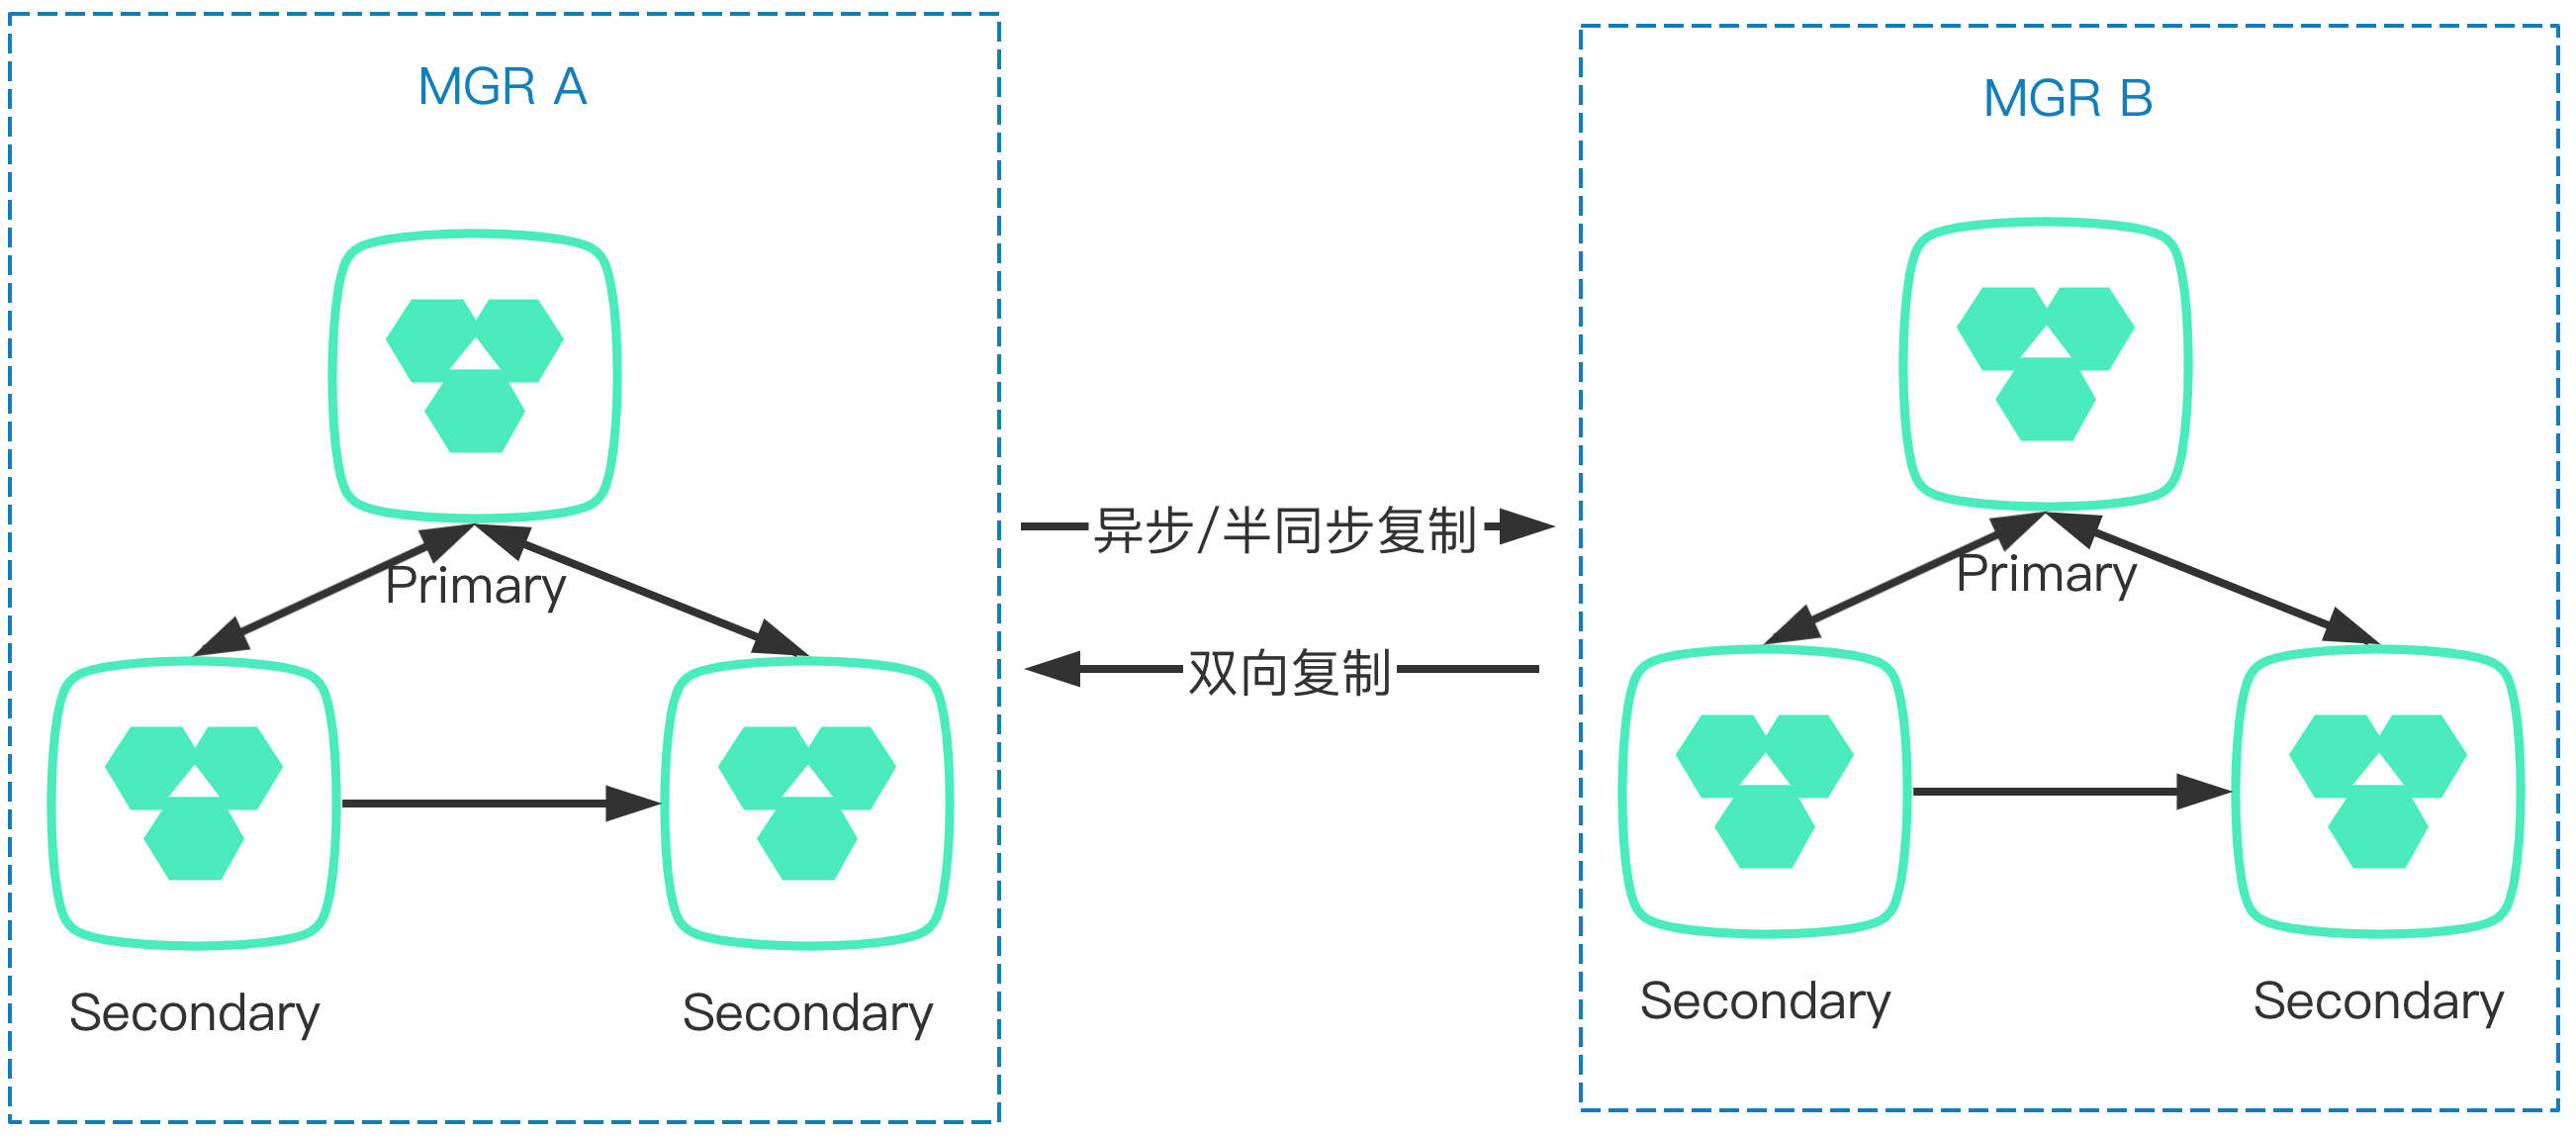 MGR A
Primary
Secondary
Secondary
异步/半同步复制
双向复制
MGR B
Primary
Secondary
Secondary